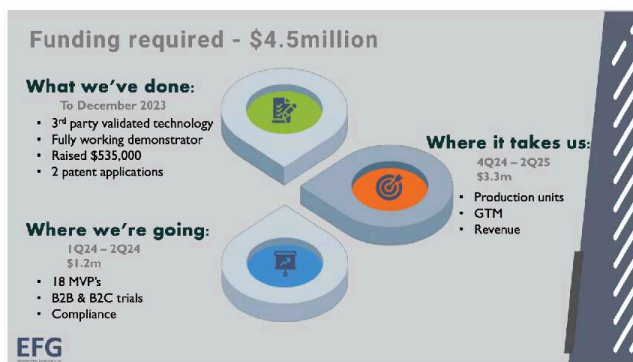 Funding required - $4.5million
What we've done:
To December 2023
• 3rd party validated technology
• Fully working demonstrator
• Raised $535,000
• 2 patent applications
Where we're going:
1Q24 – 2Q24
$1.2m
• 18 MVP's
• B2B & B2C trials
• Compliance
Where it takes us:
4Q24 – 2Q25
$3.3m
• Production units
• GTM
• Revenue
EFG